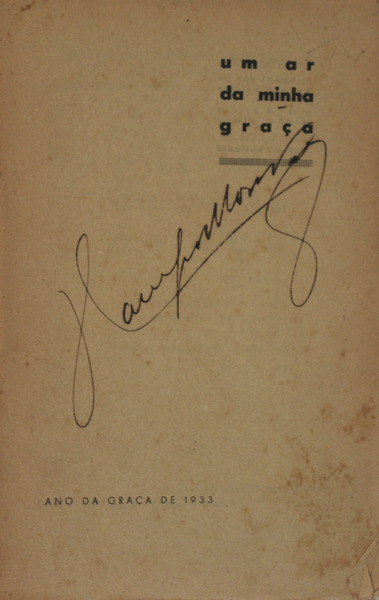 um ar
da minha
graça
ANO DA GRAÇA DE 1933